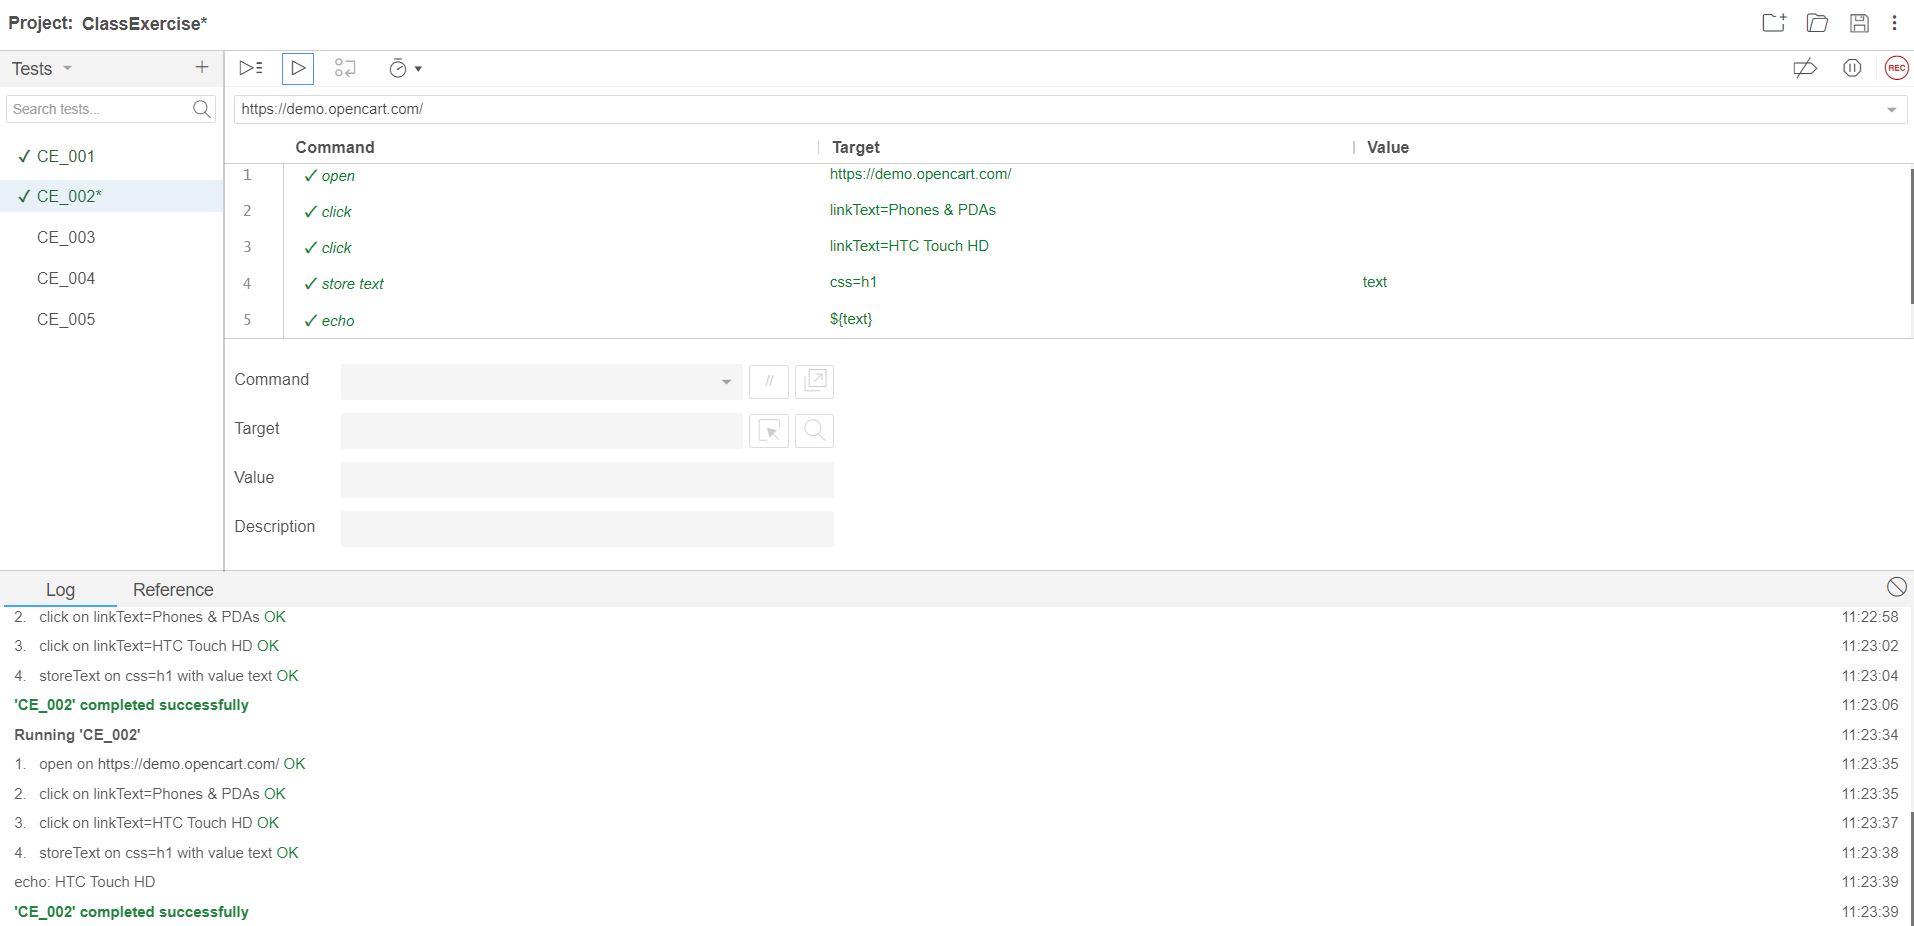 Project: ClassExercise*
Tests
Search tests...
✓ CE_001
✓ CE_002*
CE_003
CE_004
CE_005
REC
https://demo.opencart.com/
Command Target Value
1 ✓ open https://demo.opencart.com/
2 ✓ click linkText=Phones & PDAs
3 ✓ click linkText=HTC Touch HD
4 ✓ store text css=h1 text
5 ✓ echo ${text}
Command //
Target
Value
Description
Log Reference
2. click on linkText=Phones & PDAs OK 11:22:58
3. click on linkText=HTC Touch HD OK 11:23:02
4. storeText on css=h1 with value text OK 11:23:04
'CE_002' completed successfully 11:23:06
Running 'CE_002' 11:23:34
1. open on https://demo.opencart.com/ OK 11:23:35
2. click on linkText=Phones & PDAs OK 11:23:35
3. click on linkText=HTC Touch HD OK 11:23:37
4. storeText on css=h1 with value text OK 11:23:38
echo: HTC Touch HD 11:23:39
'CE_002' completed successfully 11:23:39